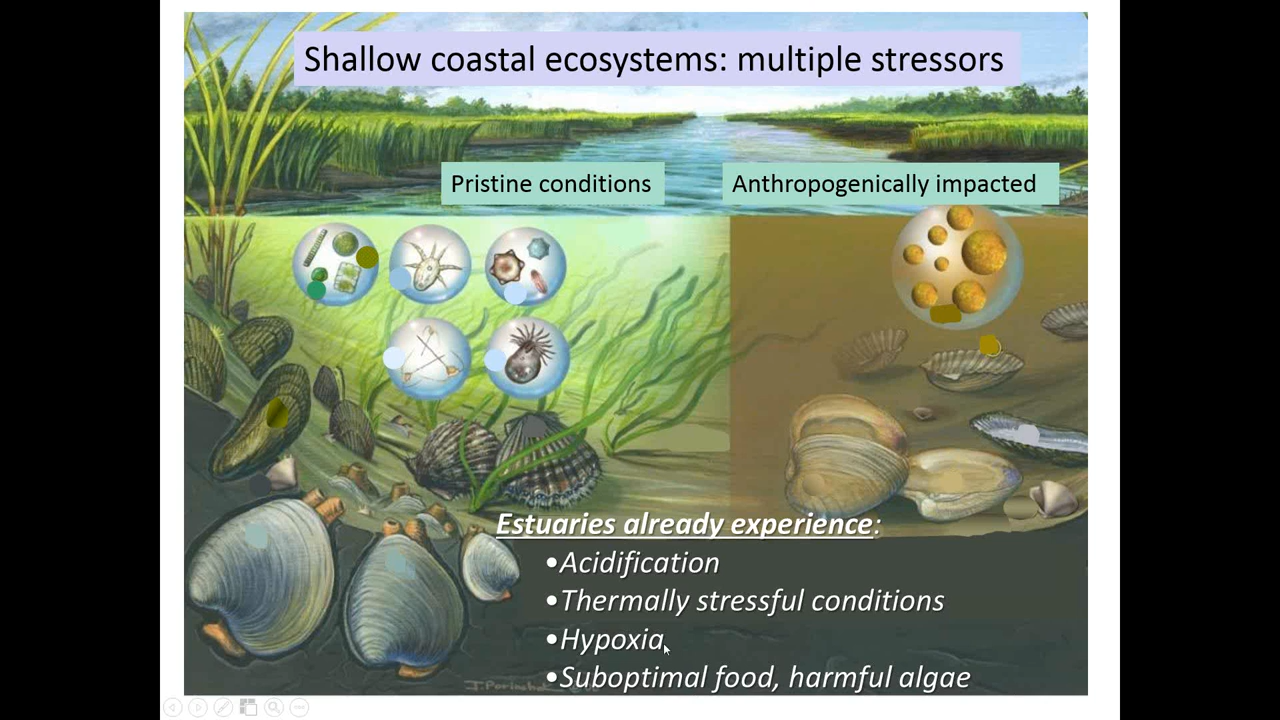 Shallow coastal ecosystems: multiple stressors
Pristine conditions
Anthropogenically impacted
Estuaries already experience:
•Acidification
•Thermally stressful conditions
•Hypoxia
•Suboptimal food, harmful algae